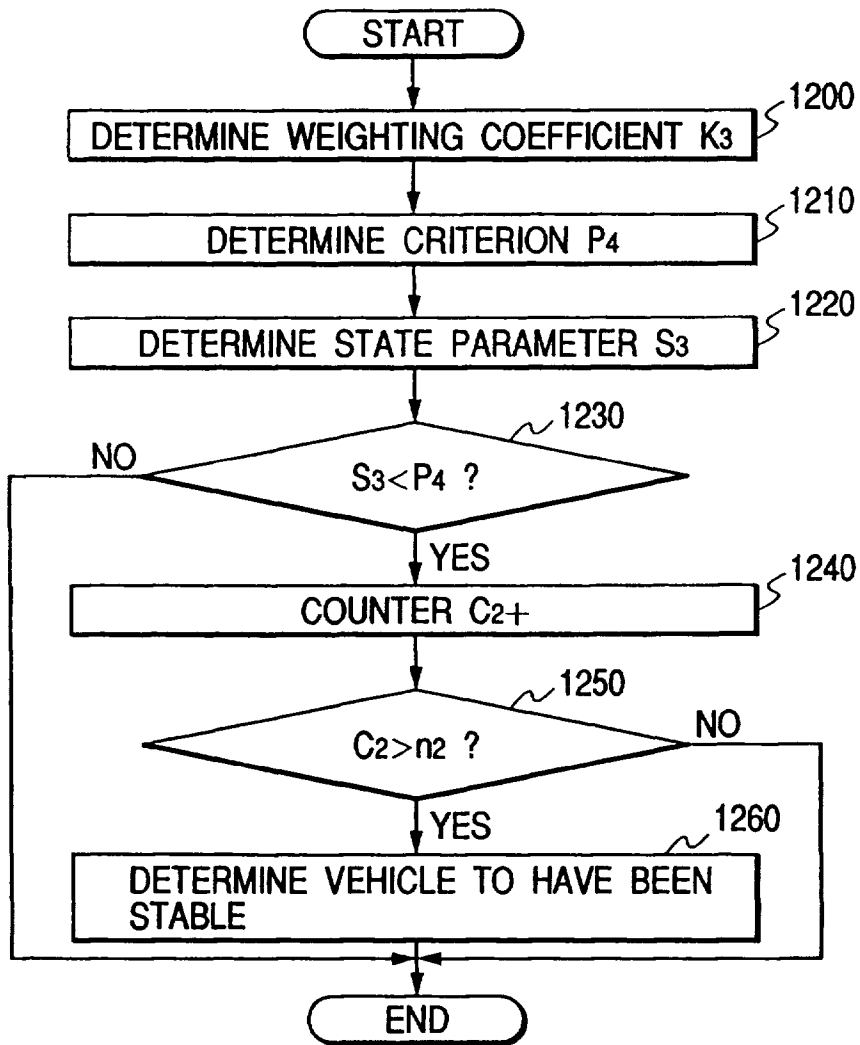 START
1200
DETERMINE WEIGHTING COEFFICIENT K3
1210
DETERMINE CRITERION P4
1220
DETERMINE STATE PARAMETER S3
1230
NO
S3<P4 ?
YES
1240
COUNTER C2+
1250
NO
C2>n2 ?
YES
1260
DETERMINE VEHICLE TO HAVE BEEN
STABLE
END